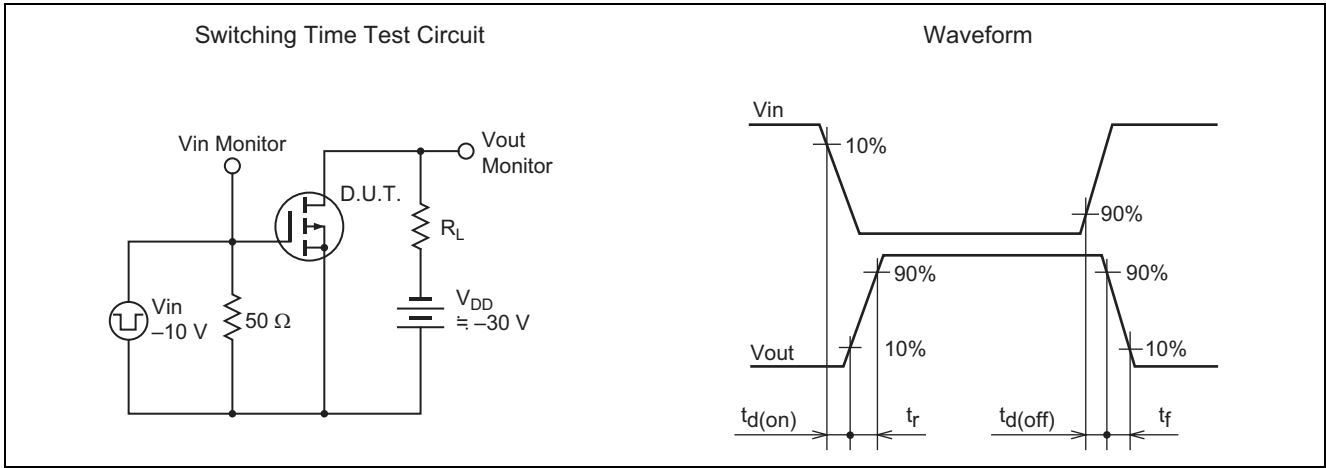 Switching Time Test Circuit
Vin Monitor
Vout
Monitor
D.U.T.
RL
Vin
–10 V
50 Ω
VDD
≒ –30 V
Waveform
Vin
10%
90%
90%
90%
Vout
10%
10%
td(on)
tr
td(off)
tf